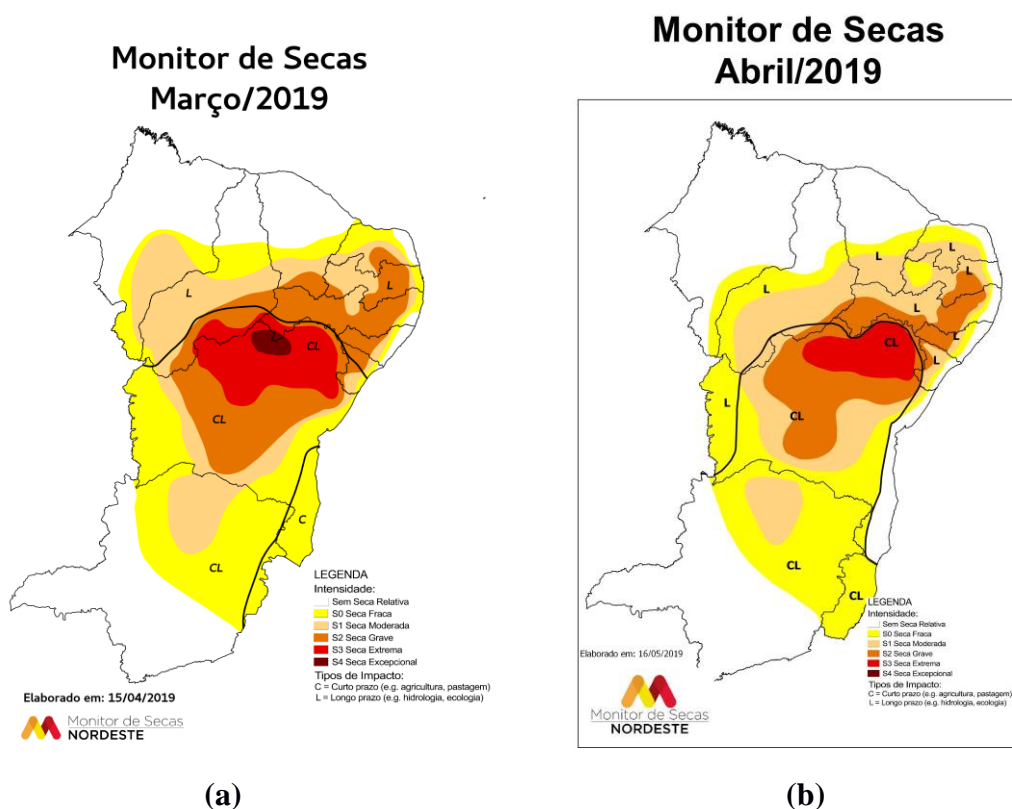 Monitor de Secas
Março/2019
L
L
CL
CL
C
CL
LEGENDA
Intensidade:
Sem Seca Relativa
S0 Seca Fraca
S1 Seca Moderada
S2 Seca Grave
S3 Seca Extrema
S4 Seca Excepcional
Tipos de Impacto:
C = Curto prazo (e.g. agricultura, pastagem)
L = Longo prazo (e.g. hidrologia, ecologia)
Elaborado em: 15/04/2019
Monitor de Secas
NORDESTE
(a)
Monitor de Secas
Abril/2019
L
L
L
L
L
L
L
CL
L
L
CL
CL
CL
LEGENDA
Intensidade:
Sem Seca Relativa
S0 Seca Fraca
S1 Seca Moderada
S2 Seca Grave
S3 Seca Extrema
S4 Seca Excepcional
Tipos de Impacto:
C = Curto prazo (e.g. agricultura, pastagem)
L = Longo prazo (e.g. hidrologia, ecologia)
Elaborado em: 16/05/2019
Monitor de Secas
NORDESTE
(b)